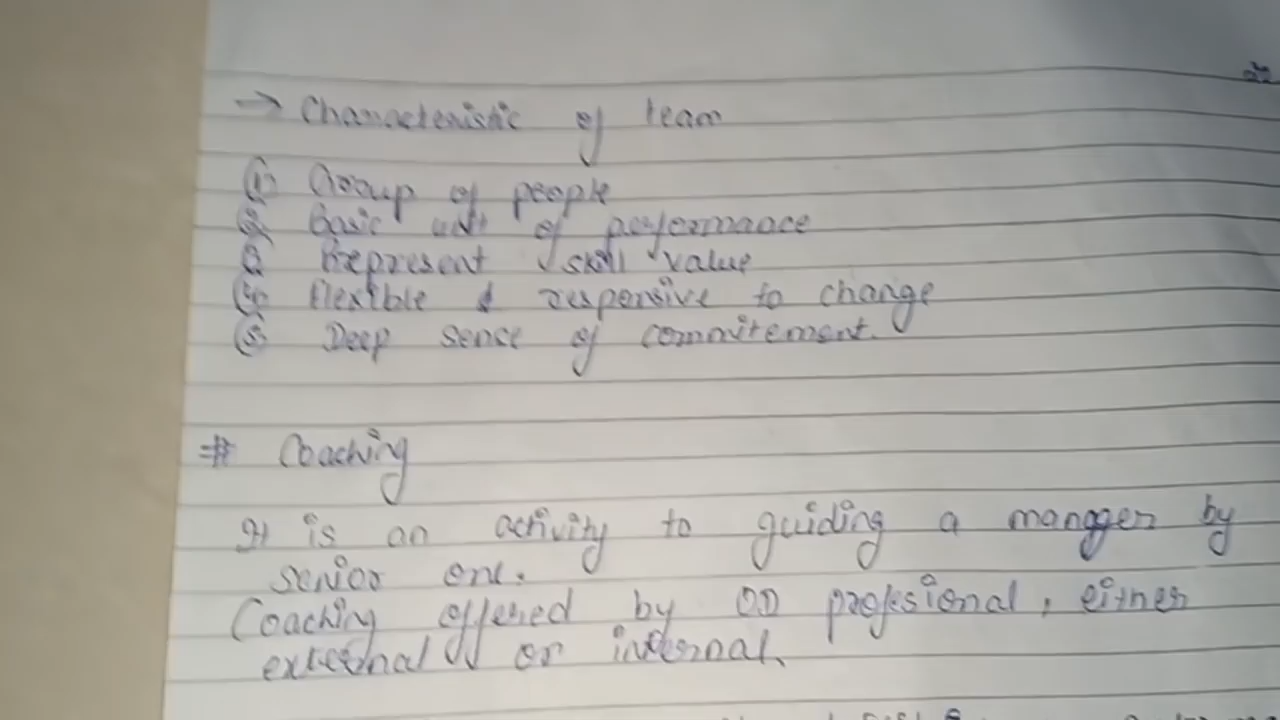 → Characteristic of team
(1) Group of people
(2) Basic unit of performance
(3) Represent skill value
(4) flexible & responsive to change
(5) Deep sense of commitement.
# Coaching
It is an activity to guiding a manager by
senior one.
Coaching offered by OD profesional, either
external or internal.